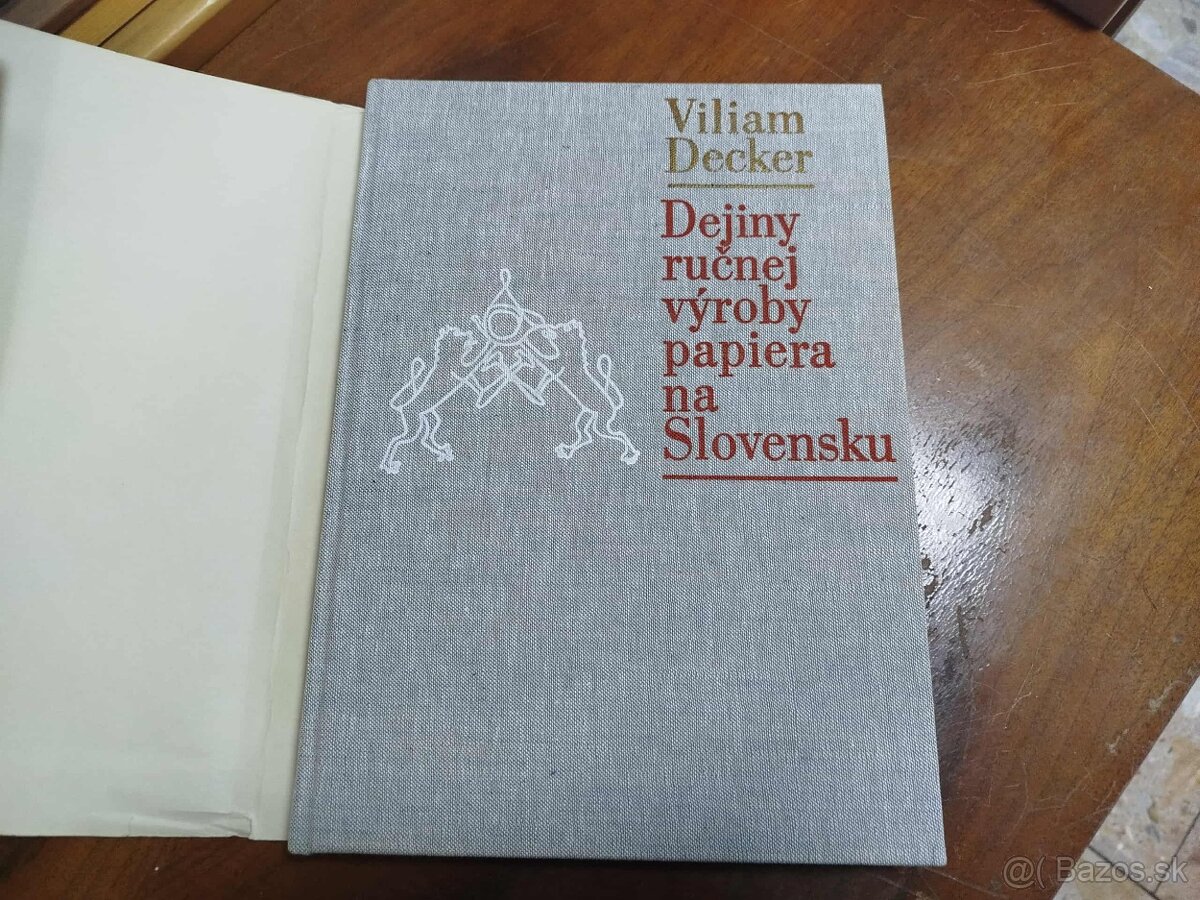 Viliam
Decker
Dejiny
ručnej
výroby
papiera
na
Slovensku
@( Bazos.sk